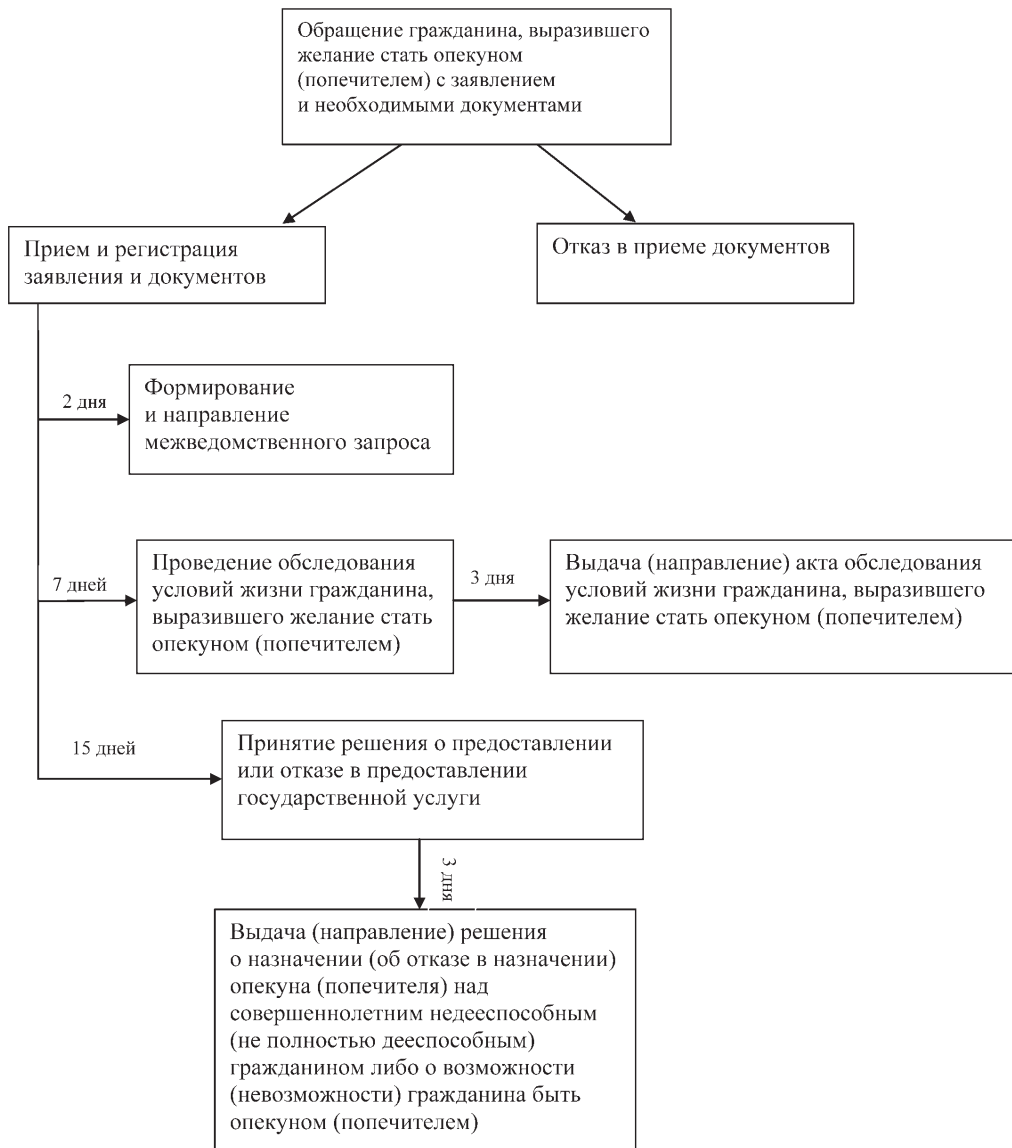 Обращение гражданина, выразившего
желание стать опекуном
(попечителем) с заявлением
и необходимыми документами
Прием и регистрация
заявления и документов
Отказ в приеме документов
2 дня
Формирование
и направление
межведомственного запроса
7 дней
Проведение обследования
условий жизни гражданина,
выразившего желание стать
опекуном (попечителем)
3 дня
Выдача (направление) акта обследования
условий жизни гражданина, выразившего
желание стать опекуном (попечителем)
15 дней
Принятие решения о предоставлении
или отказе в предоставлении
государственной услуги
3 дня
Выдача (направление) решения
о назначении (об отказе в назначении)
опекуна (попечителя) над
совершеннолетним недееспособным
(не полностью дееспособным)
гражданином либо о возможности
(невозможности) гражданина быть
опекуном (попечителем)